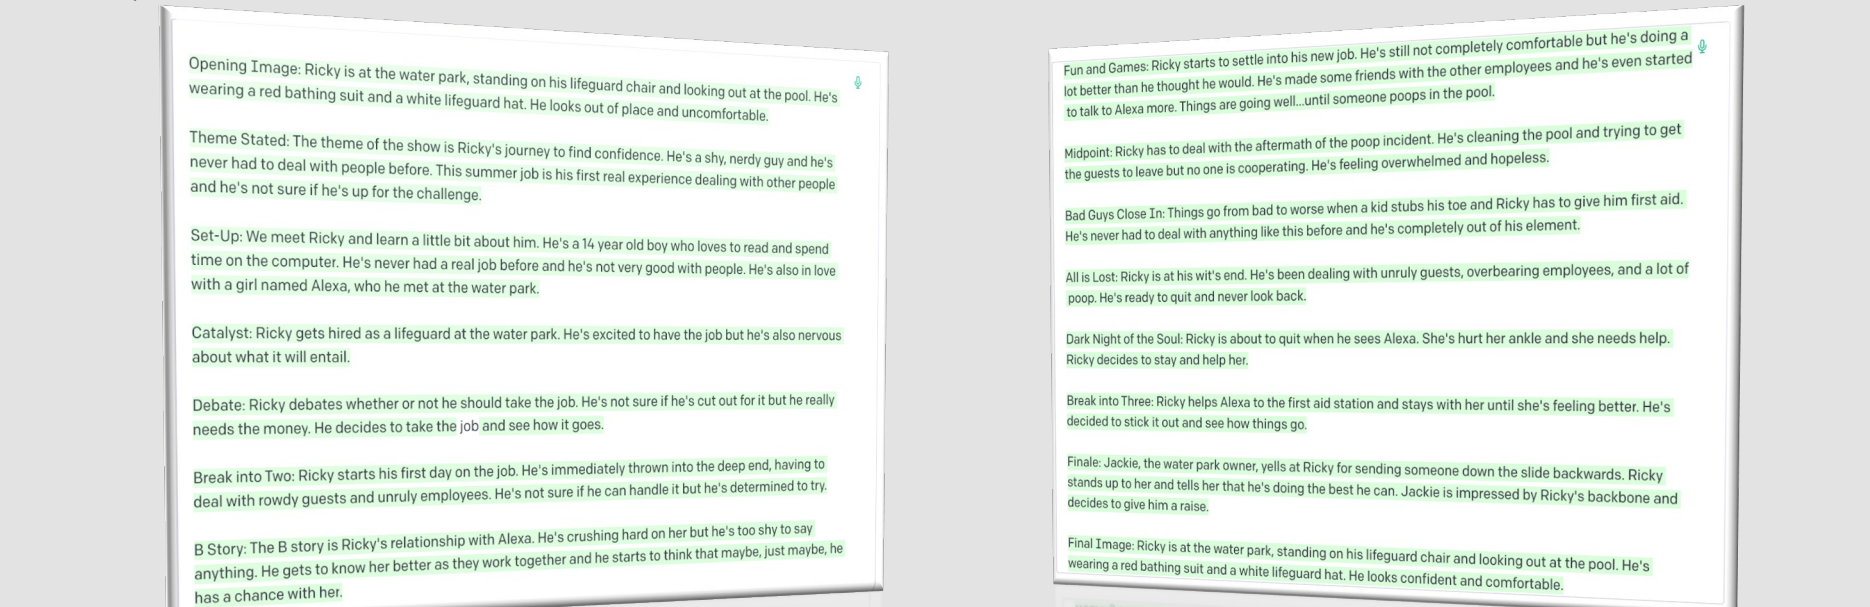 Opening Image: Ricky is at the water park, standing on his lifeguard chair and looking out at the pool. He's
wearing a red bathing suit and a white lifeguard hat. He looks out of place and uncomfortable.
Theme Stated: The theme of the show is Ricky's journey to find confidence. He's a shy, nerdy guy and he's
never had to deal with people before. This summer job is his first real experience dealing with other people
and he's not sure if he's up for the challenge.
Set-Up: We meet Ricky and learn a little bit about him. He's a 14 year old boy who loves to read and spend
time on the computer. He's never had a real job before and he's not very good with people. He's also in love
with a girl named Alexa, who he met at the water park.
Catalyst: Ricky gets hired as a lifeguard at the water park. He's excited to have the job but he's also nervous
about what it will entail.
Debate: Ricky debates whether or not he should take the job. He's not sure if he's cut out for it but he really
needs the money. He decides to take the job and see how it goes.
Break into Two: Ricky starts his first day on the job. He's immediately thrown into the deep end, having to
deal with rowdy guests and unruly employees. He's not sure if he can handle it but he's determined to try.
B Story: The B story is Ricky's relationship with Alexa. He's crushing hard on her but he's too shy to say
anything. He gets to know her better as they work together and he starts to think that maybe, just maybe, he
has a chance with her.
Fun and Games: Ricky starts to settle into his new job. He's still not completely comfortable but he's doing a
lot better than he thought he would. He's made some friends with the other employees and he's even started
to talk to Alexa more. Things are going well...until someone poops in the pool.
Midpoint: Ricky has to deal with the aftermath of the poop incident. He's cleaning the pool and trying to get
the guests to leave but no one is cooperating. He's feeling overwhelmed and hopeless.
Bad Guys Close In: Things go from bad to worse when a kid stubs his toe and Ricky has to give him first aid.
He's never had to deal with anything like this before and he's completely out of his element.
All is Lost: Ricky is at his wit's end. He's been dealing with unruly guests, overbearing employees, and a lot of
poop. He's ready to quit and never look back.
Dark Night of the Soul: Ricky is about to quit when he sees Alexa. She's hurt her ankle and she needs help.
Ricky decides to stay and help her.
Break into Three: Ricky helps Alexa to the first aid station and stays with her until she's feeling better. He's
decided to stick it out and see how things go.
Finale: Jackie, the water park owner, yells at Ricky for sending someone down the slide backwards. Ricky
stands up to her and tells her that he's doing the best he can. Jackie is impressed by Ricky's backbone and
decides to give him a raise.
Final Image: Ricky is at the water park, standing on his lifeguard chair and looking out at the pool. He's
wearing a red bathing suit and a white lifeguard hat. He looks confident and comfortable.